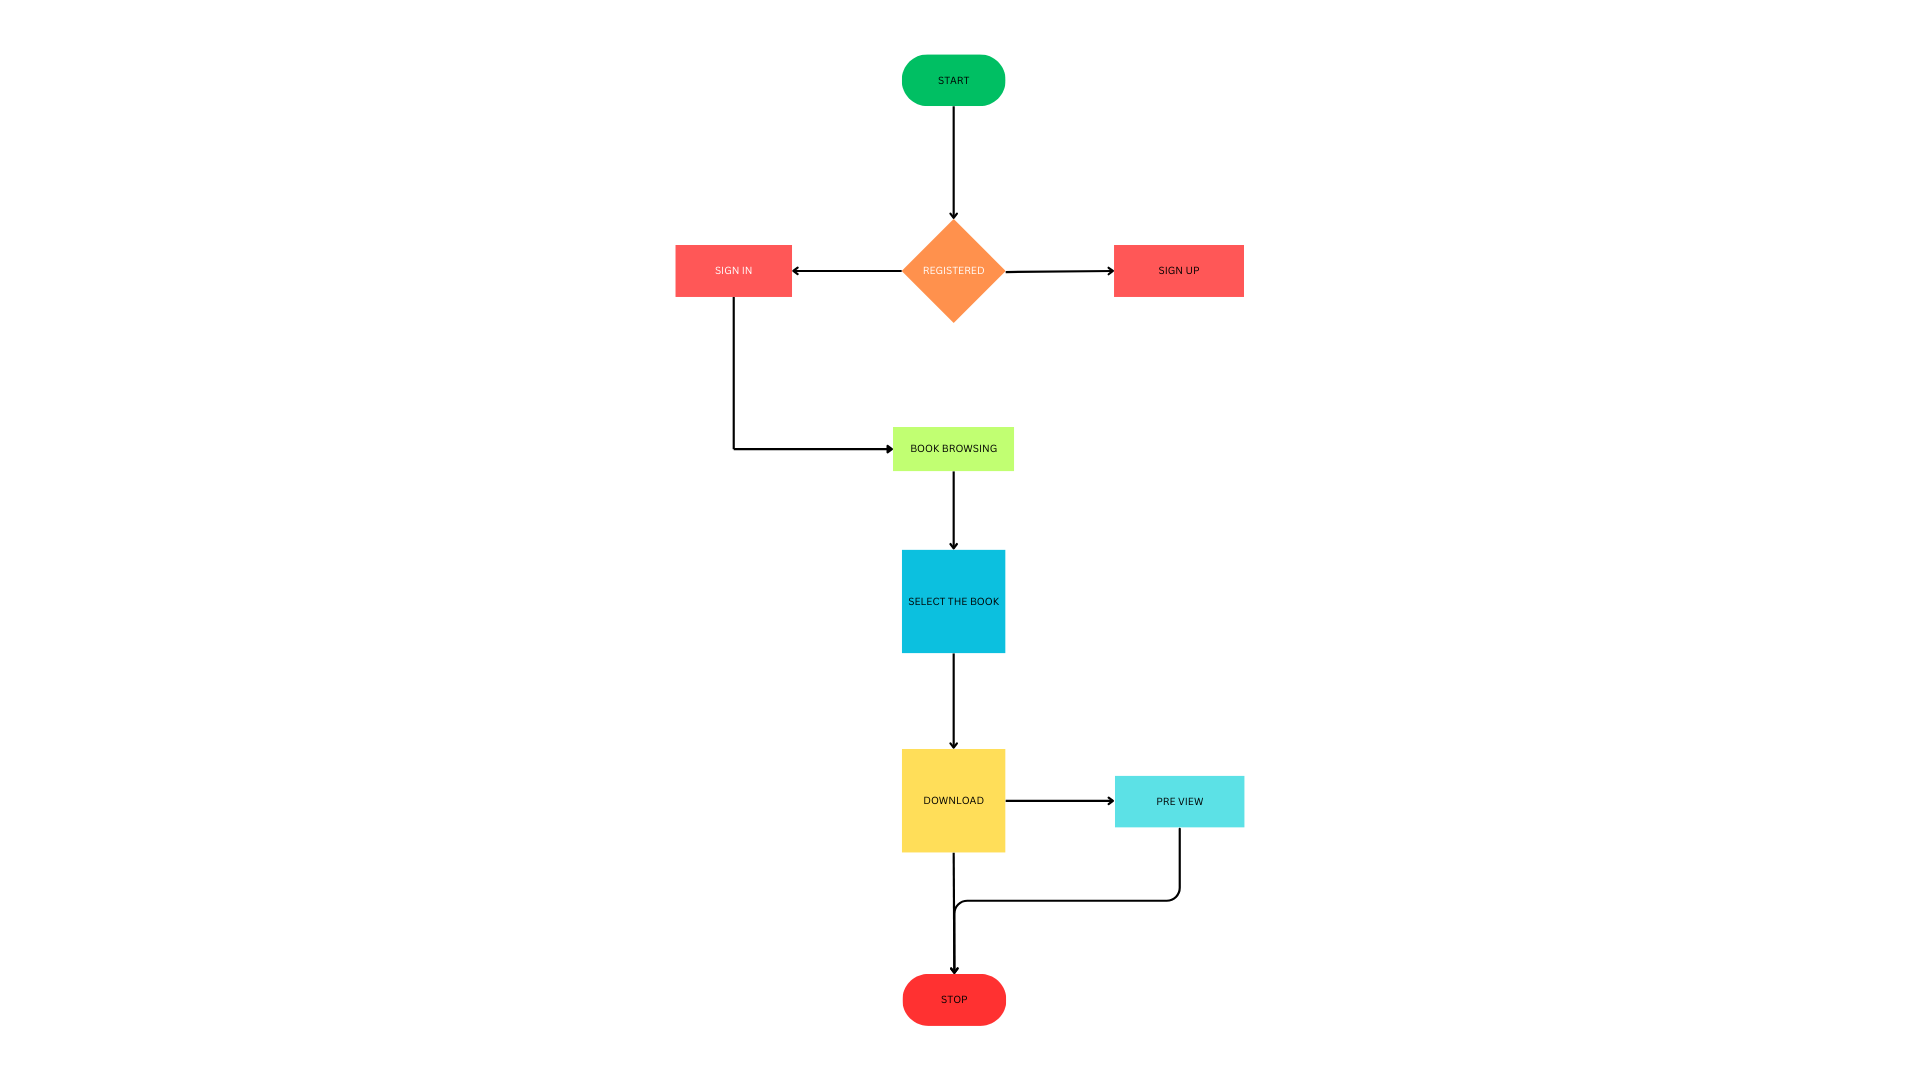 START
SIGN IN
REGISTERED
SIGN UP
BOOK BROWSING
SELECT THE BOOK
DOWNLOAD
PRE VIEW
STOP